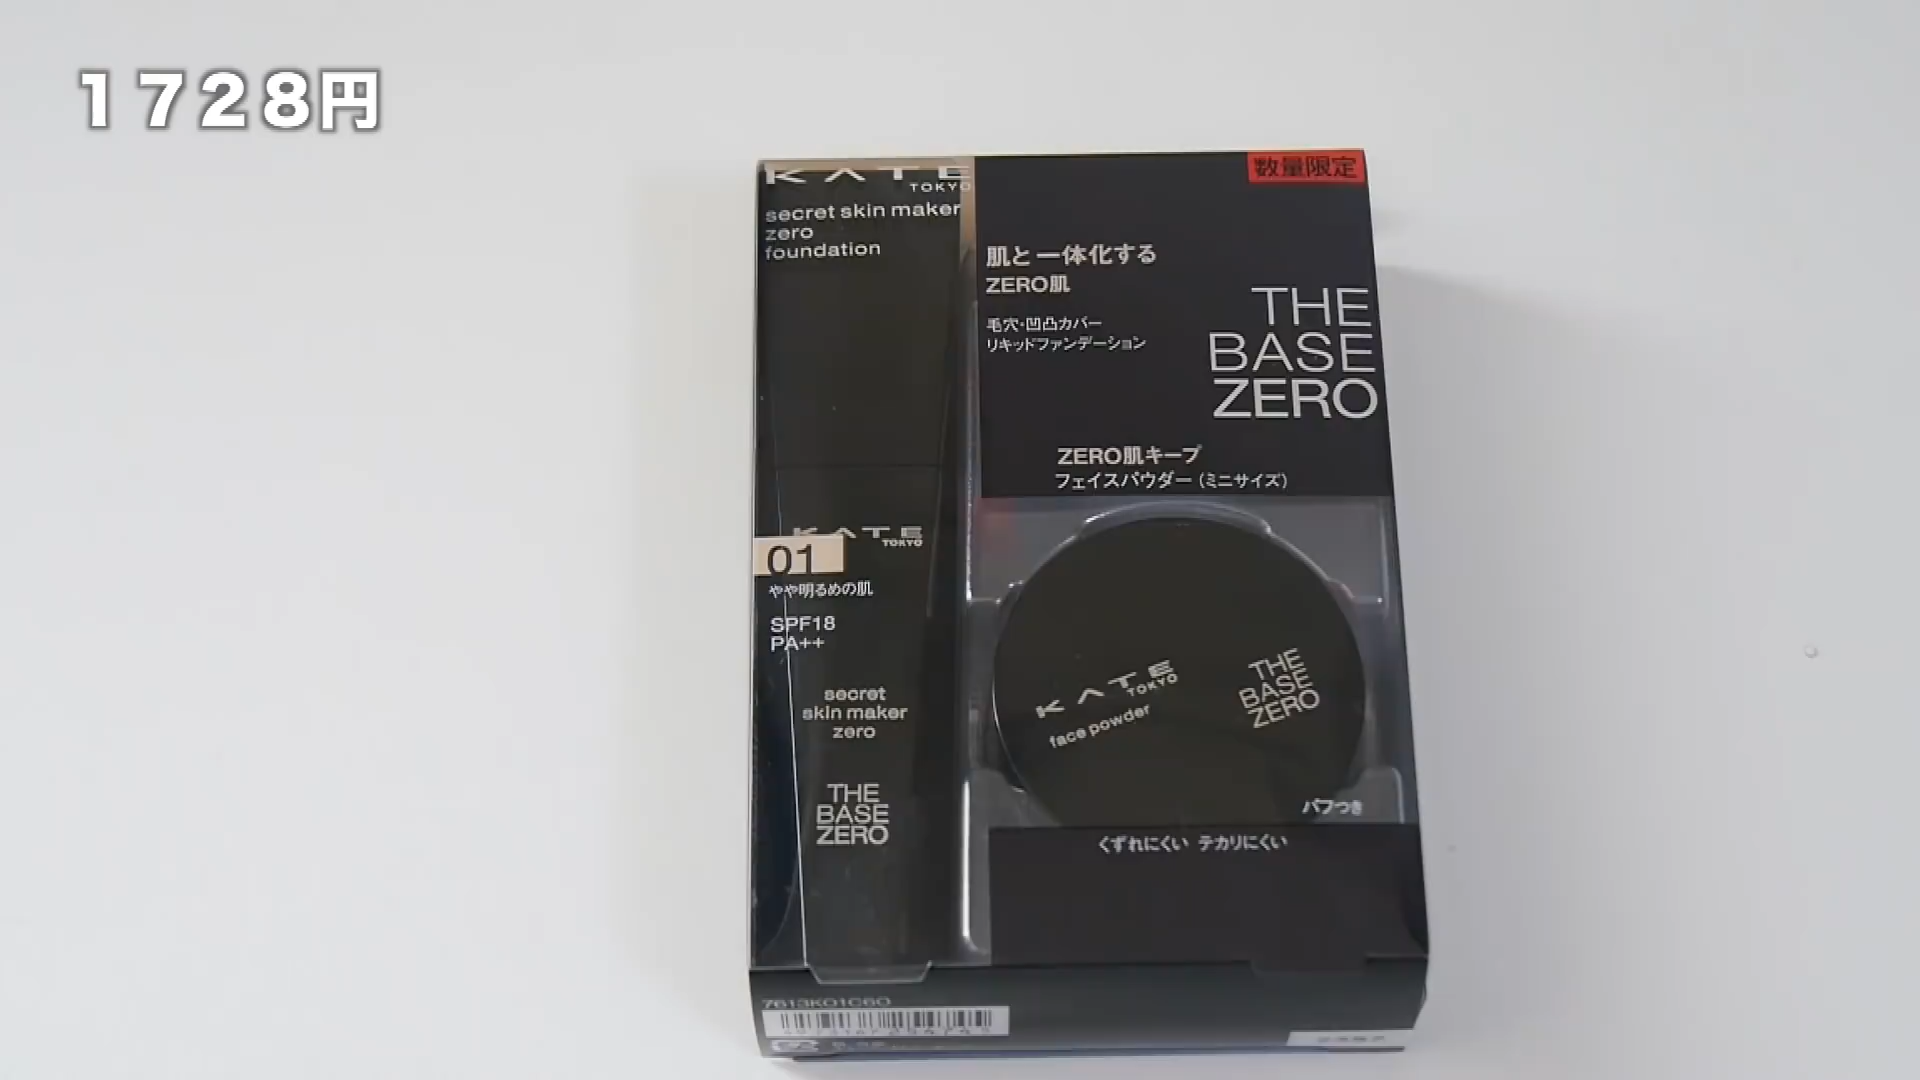 １７２８円
KATE
TOKYO
secret skin maker
zero
foundation
数量限定
肌と一体化する
ZERO肌
毛穴・凹凸カバー
リキッドファンデーション
THE
BASE
ZERO
ZERO肌キープ
フェイスパウダー（ミニサイズ）
KATE
TOKYO
01
やや明るめの肌
SPF18
PA++
secret
skin maker
zero
THE
BASE
ZERO
KATE
TOKYO
face powder
THE
BASE
ZERO
パフつき
くずれにくい テカリにくい
7613K01C60